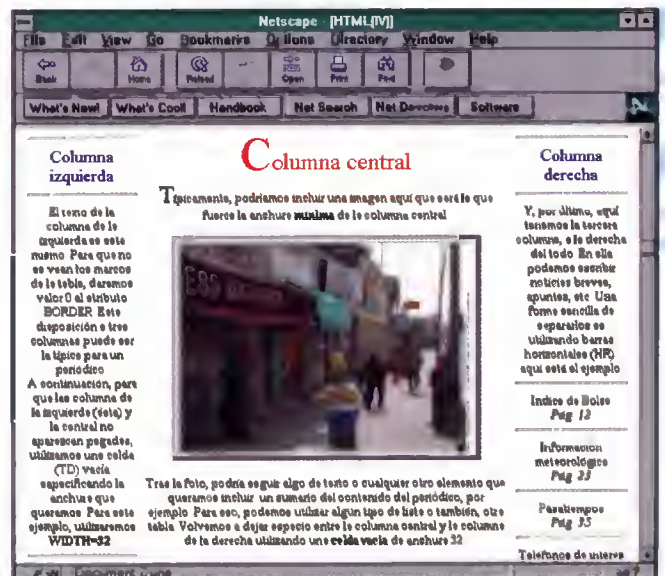 Netscape - [HTML(IV)]
File Edit View Go Bookmarks Options Directory Window Help
Back Home Reload Open Print Find
What's New! What's Cool! Handbook Net Search Net Directory Software
Columna
izquierda
El texto de la
columna de la
izquierda es este
mismo. Para que no
se vean los marcos
de la tabla, daremos
valor 0 al atributo
BORDER. Esta
disposición a tres
columnas puede ser
la típica para un
periódico
A continuación, para
que las columna de
la izquierda (ésta) y
la central no
aparezcan pegadas,
utilizamos una celda
(TD) vacía
especificando la
anchura que
queramos. Para este
ejemplo, utilizaremos
WIDTH=32
Columna central
Típicamente, podríamos incluir una imagen aquí que será la que
fuerce la anchura mínima de la columna central
Tras la foto, podría seguir algo de texto o cualquier otro elemento que
queramos incluir: un sumario del contenido del periódico, por
ejemplo. Para eso, podemos utilizar algun tipo de lista o también, otra
tabla. Volvemos a dejar espacio entre la columna central y la columna
de la derecha utilizando una celda vacía de anchura 32
Columna
derecha
Y, por último, aquí
tenemos la tercera
columna, a la derecha
del todo. En ella
podemos escribir
noticias breves,
apuntes, etc. Una
forma sencilla de
separarlos es
utilizando barras
horizontales (HR)
aquí está el ejemplo
Indice de Bolsa
Pág 12
Informacion
meteorológica
Pág 23
Pasatiempos
Pág 35
Teléfonos de interes